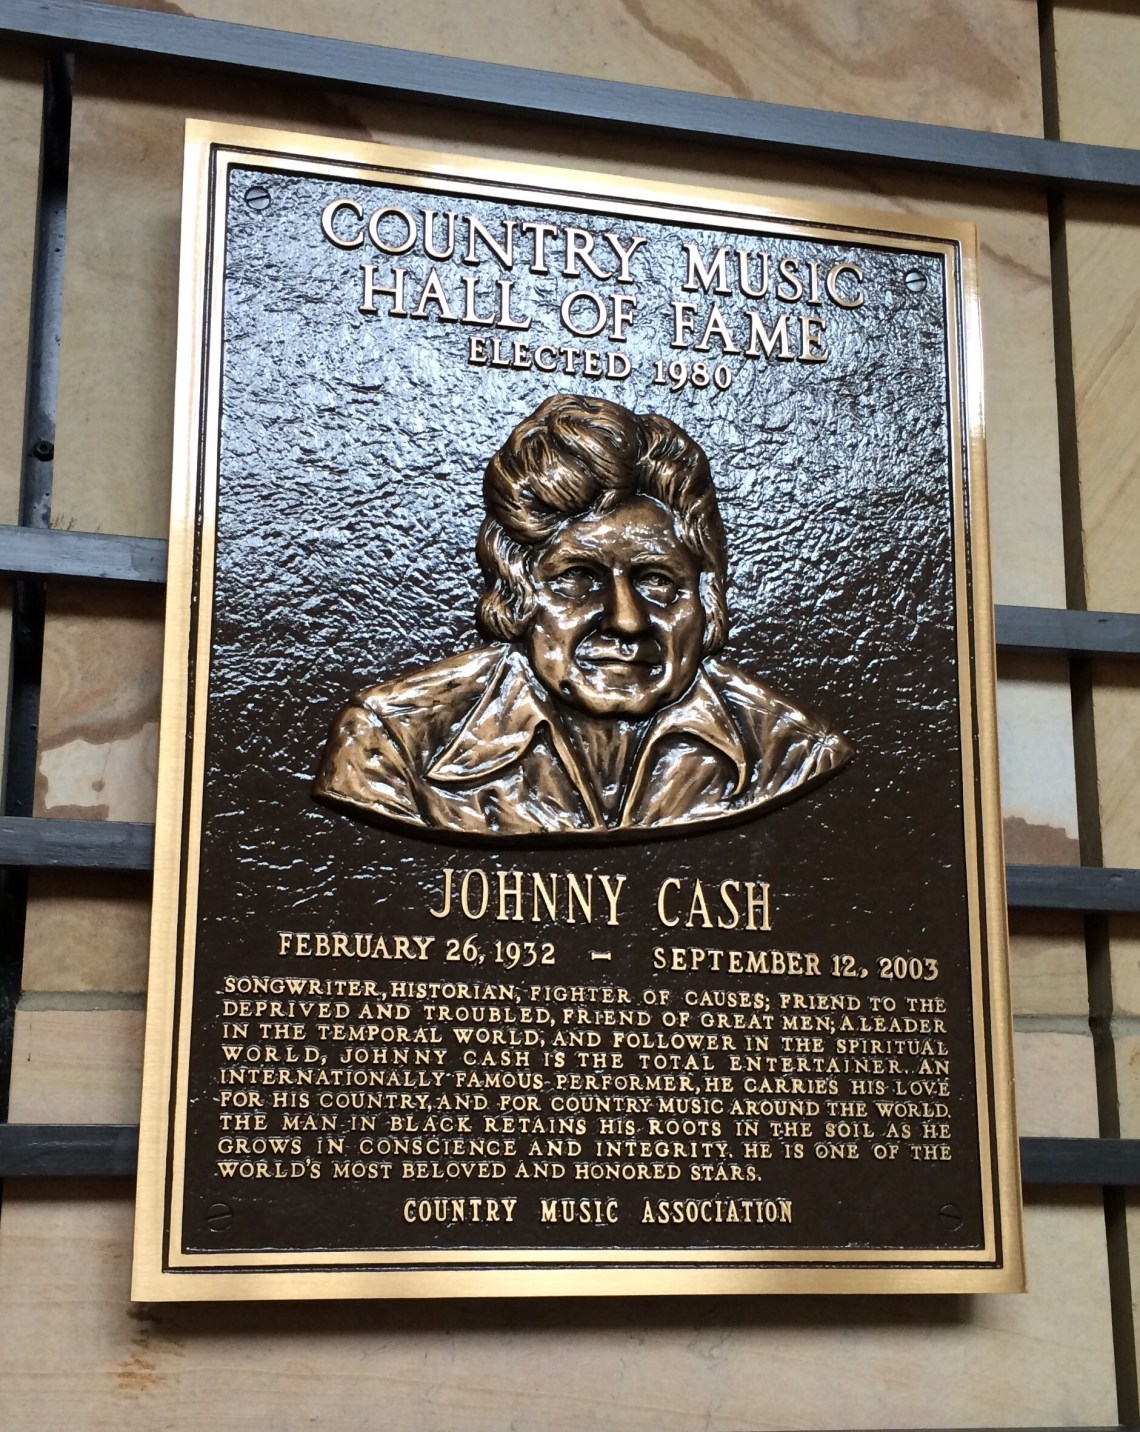 COUNTRY MUSIC
HALL OF FAME
ELECTED 1980
JOHNNY CASH
FEBRUARY 26, 1932 – SEPTEMBER 12, 2003
SONGWRITER, HISTORIAN, FIGHTER OF CAUSES; FRIEND TO THE
DEPRIVED AND TROUBLED, FRIEND OF GREAT MEN; A LEADER
IN THE TEMPORAL WORLD, AND FOLLOWER IN THE SPIRITUAL
WORLD, JOHNNY CASH IS THE TOTAL ENTERTAINER. AN
INTERNATIONALLY FAMOUS PERFORMER, HE CARRIES HIS LOVE
FOR HIS COUNTRY, AND FOR COUNTRY MUSIC AROUND THE WORLD.
THE MAN IN BLACK RETAINS HIS ROOTS IN THE SOIL AS HE
GROWS IN CONSCIENCE AND INTEGRITY. HE IS ONE OF THE
WORLD'S MOST BELOVED AND HONORED STARS.
COUNTRY MUSIC ASSOCIATION